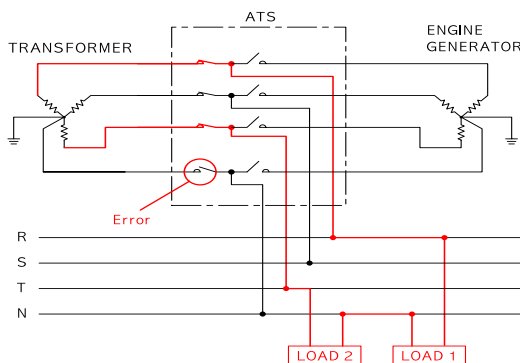 ATS
TRANSFORMER
ENGINE
GENERATOR
Error
R
S
T
N
LOAD 2
LOAD 1